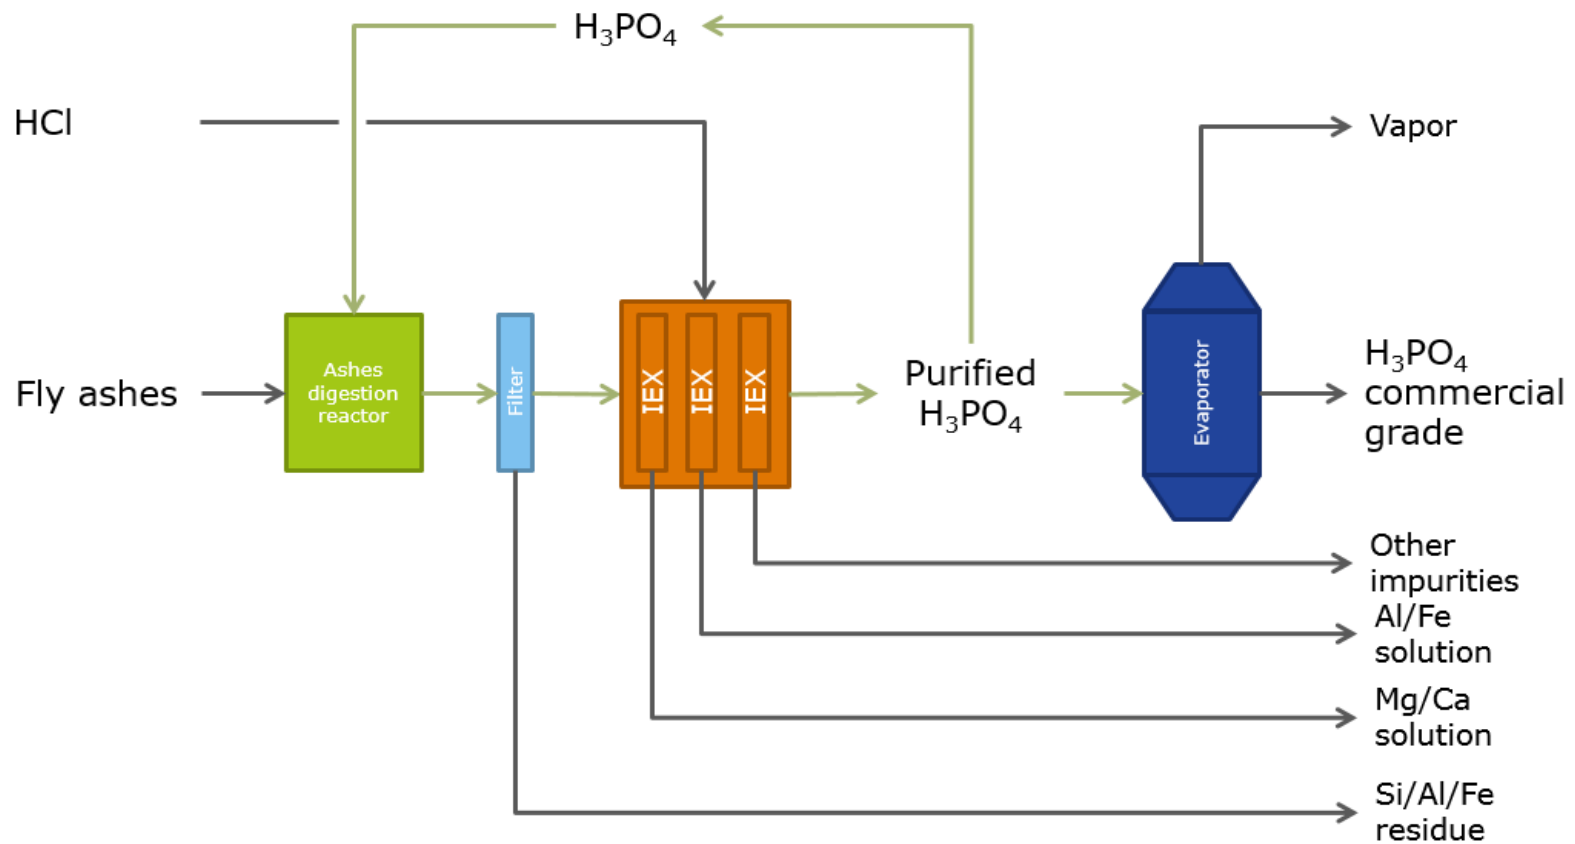 H₃PO₄
HCl
Vapor
Fly ashes
Ashes
digestion
reactor
Filter
IEX
IEX
IEX
Purified
H₃PO₄
Evaporator
H₃PO₄
commercial
grade
Other
impurities
Al/Fe
solution
Mg/Ca
solution
Si/Al/Fe
residue